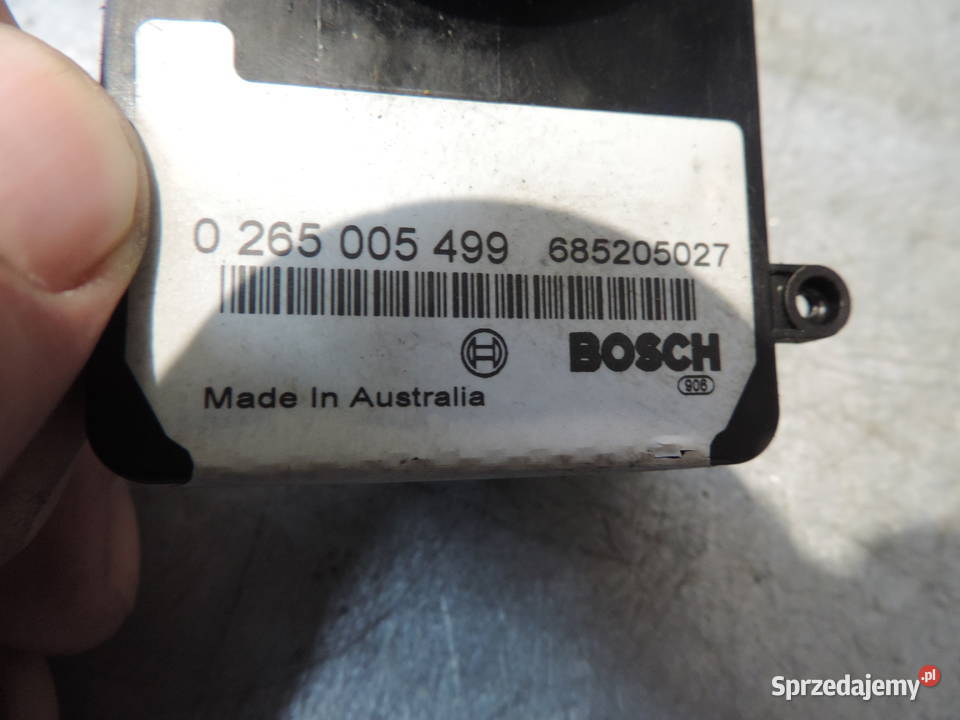 0 265 005 499 685205027
BOSCH
906
Made In Australia
Sprzedajemy.pl